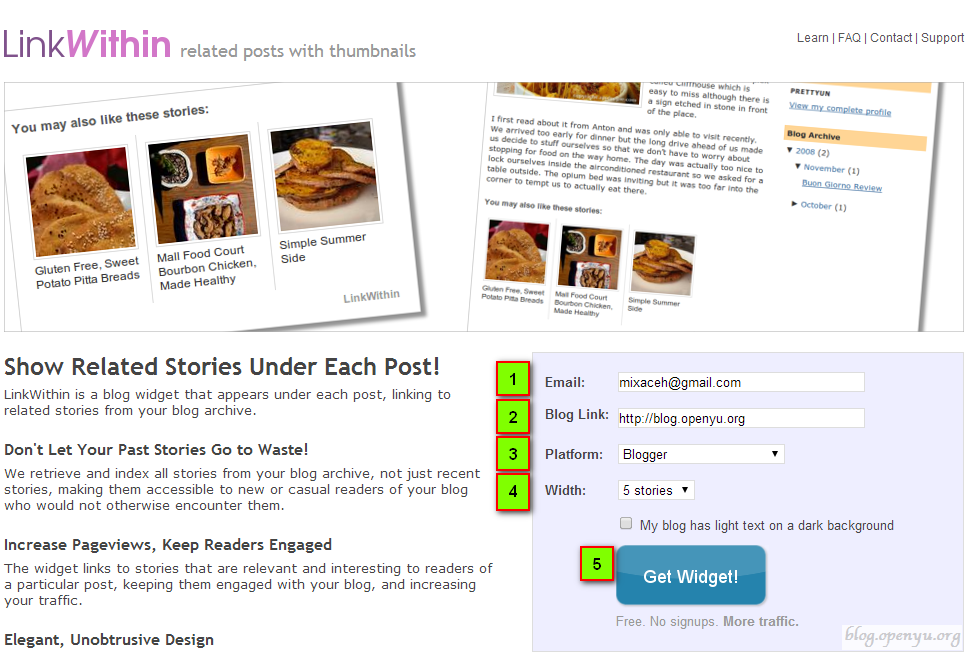 LinkWithin related posts with thumbnails
Learn | FAQ | Contact | Support
You may also like these stories:
Gluten Free, Sweet
Potato Pitta Breads
Mall Food Court
Bourbon Chicken,
Made Healthy
Simple Summer
Side
LinkWithin
called Cliffhouse which is
easy to miss although there is
a sign etched in stone in front
of the place.
I first read about it from Anton and was only able to visit recently.
We arrived too early for dinner but the long drive ahead of us made
us decide to stuff ourselves so that we don't have to worry about
stopping for food on the way home. The day was actually too nice to
lock ourselves inside the airconditioned restaurant so we asked for a
table outside. The opium bed was inviting but it was too far into the
corner to tempt us to actually eat there.
You may also like these stories:
Gluten Free, Sweet
Potato Pitta Breads
Mall Food Court
Bourbon Chicken,
Made Healthy
Simple Summer
Side
PRETTYUN
View my complete profile
Blog Archive
▼ 2008 (2)
▼ November (1)
Buon Giorno Review
► October (1)
Show Related Stories Under Each Post!
LinkWithin is a blog widget that appears under each post, linking to
related stories from your blog archive.
Don't Let Your Past Stories Go to Waste!
We retrieve and index all stories from your blog archive, not just recent
stories, making them accessible to new or casual readers of your blog
who would not otherwise encounter them.
Increase Pageviews, Keep Readers Engaged
The widget links to stories that are relevant and interesting to readers of
a particular post, keeping them engaged with your blog, and increasing
your traffic.
Elegant, Unobtrusive Design
1 Email: mixaceh@gmail.com
2 Blog Link: http://blog.openyu.org
3 Platform: Blogger
4 Width: 5 stories
My blog has light text on a dark background
5 Get Widget!
Free. No signups. More traffic.
blog.openyu.org